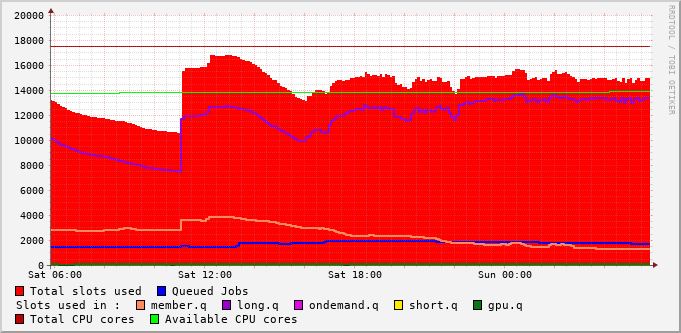 RRDTOOL / TOBI OETIKER
20000
18000
16000
14000
12000
10000
8000
6000
4000
2000
0
Sat 06:00 Sat 12:00 Sat 18:00 Sun 00:00
Total slots used Queued Jobs
Slots used in : member.q long.q ondemand.q short.q gpu.q
Total CPU cores Available CPU cores